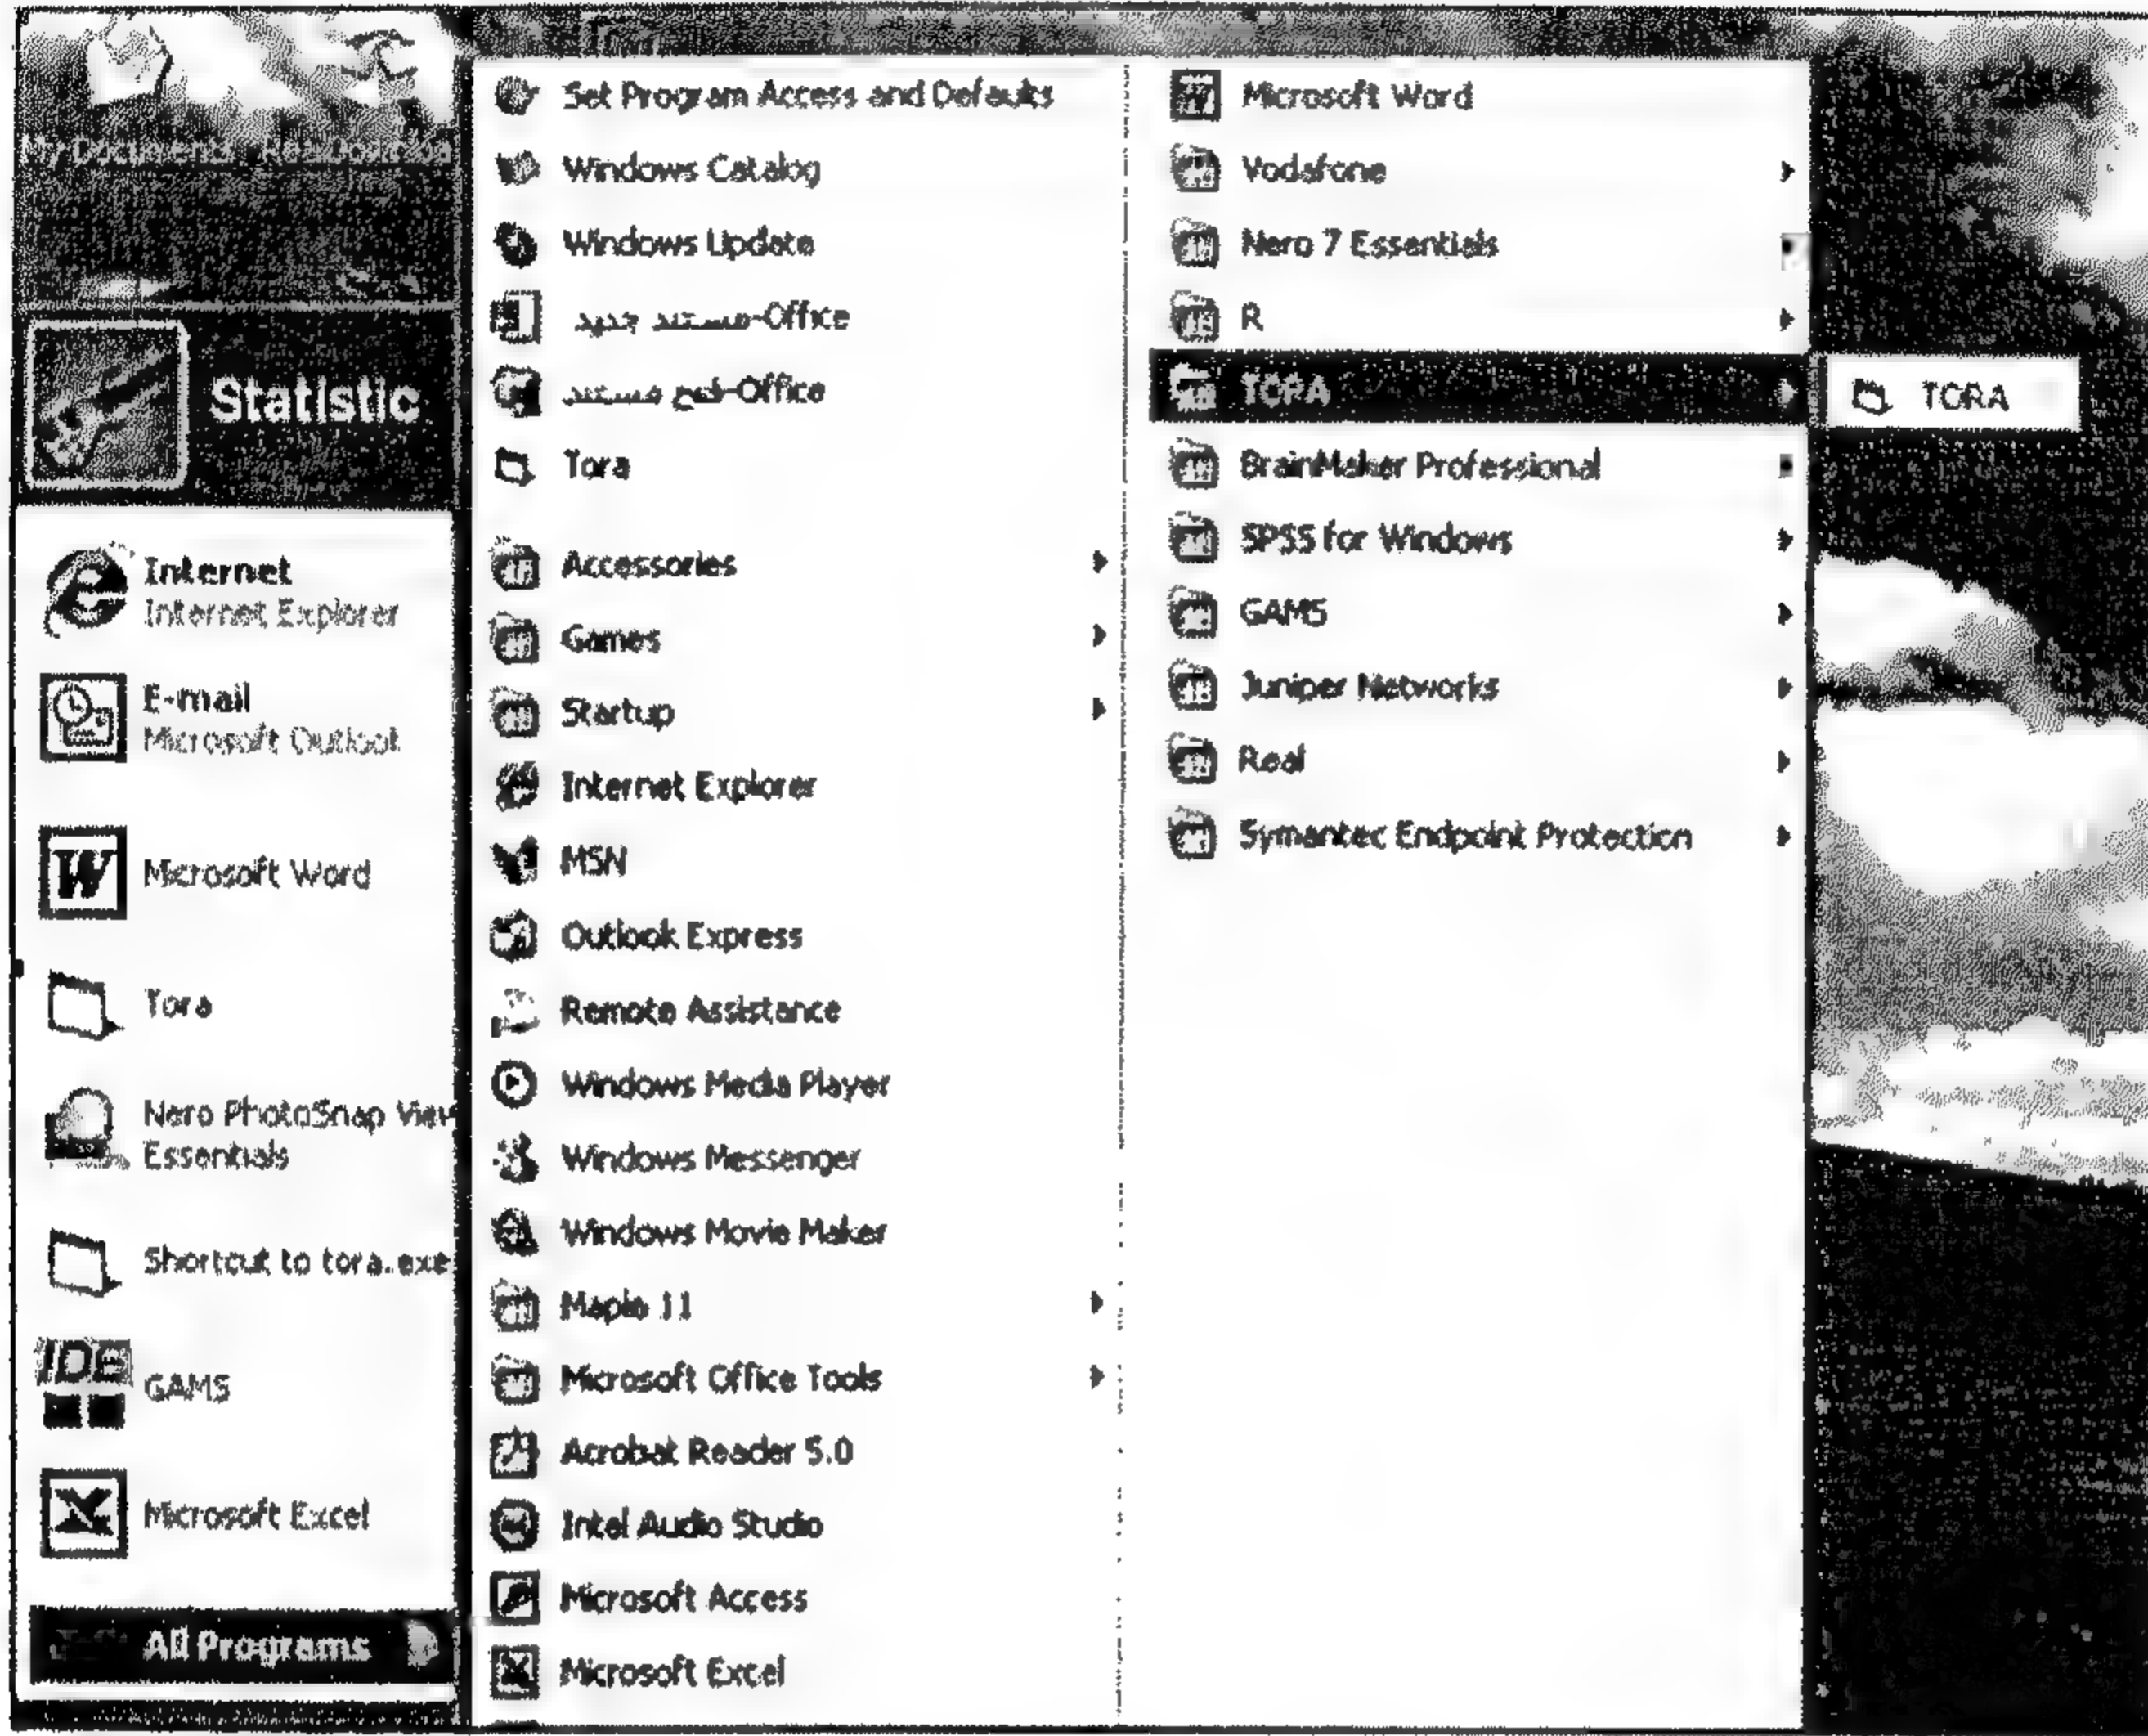 My Documents
Statistic
Internet
Internet Explorer
E-mail
Microsoft Outlook
Microsoft Word
Tora
Nero PhotoSnap View
Essentials
Shortcut to tora.exe
GAMS
Microsoft Excel
All Programs
Set Program Access and Defaults
Windows Catalog
Windows Update
مستند جديد-Office
فتح مستند-Office
Tora
Accessories
Games
Startup
Internet Explorer
MSN
Outlook Express
Remote Assistance
Windows Media Player
Windows Messenger
Windows Movie Maker
Maple 11
Microsoft Office Tools
Acrobat Reader 5.0
Intel Audio Studio
Microsoft Access
Microsoft Excel
Microsoft Word
Vodafone
Nero 7 Essentials
R
TORA
BrainMaker Professional
SPSS for Windows
GAMS
Juniper Networks
Real
Symantec Endpoint Protection
TORA